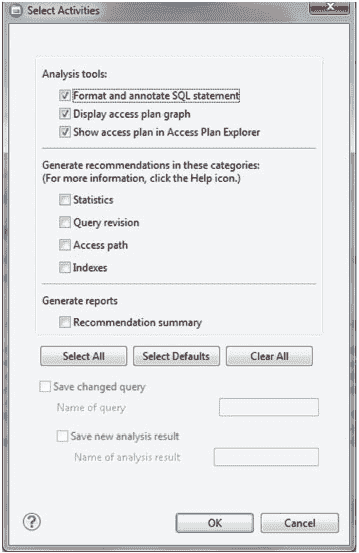 Select Activities
Analysis tools:
Format and annotate SQL statement
Display access plan graph
Show access plan in Access Plan Explorer
Generate recommendations in these categories:
(For more information, click the Help icon.)
Statistics
Query revision
Access path
Indexes
Generate reports
Recommendation summary
Select All Select Defaults Clear All
Save changed query
Name of query
Save new analysis result
Name of analysis result
? OK Cancel